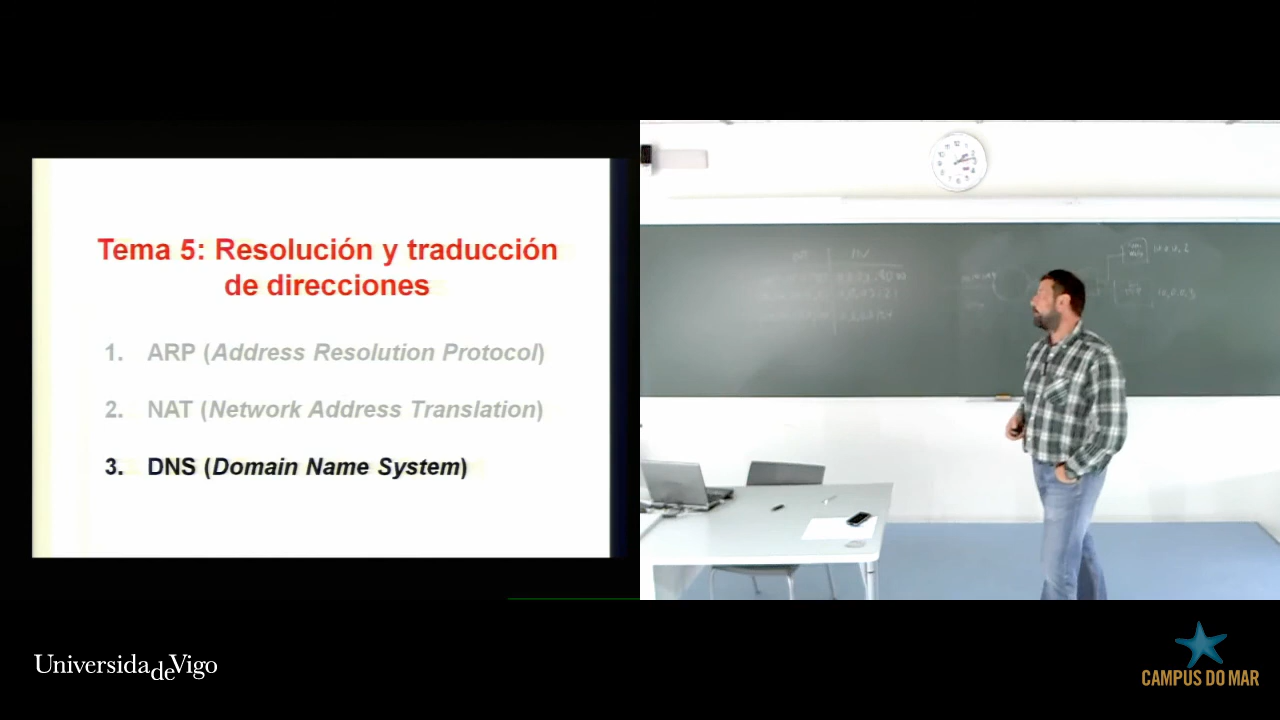 Tema 5: Resolución y traducción
de direcciones
1. ARP (Address Resolution Protocol)
2. NAT (Network Address Translation)
3. DNS (Domain Name System)
UniversidadeVigo
CAMPUS DO MAR